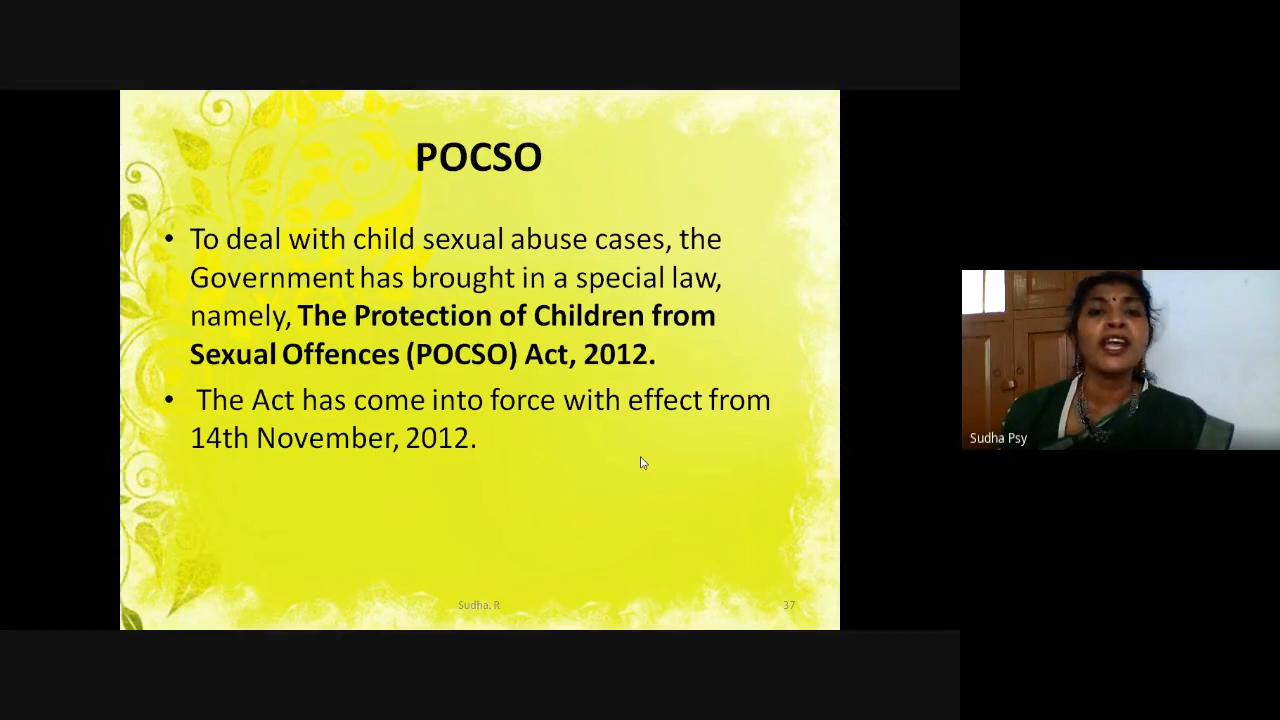 POCSO
• To deal with child sexual abuse cases, the
Government has brought in a special law,
namely, The Protection of Children from
Sexual Offences (POCSO) Act, 2012.
• The Act has come into force with effect from
14th November, 2012.
Sudha. R
37
Sudha Psy